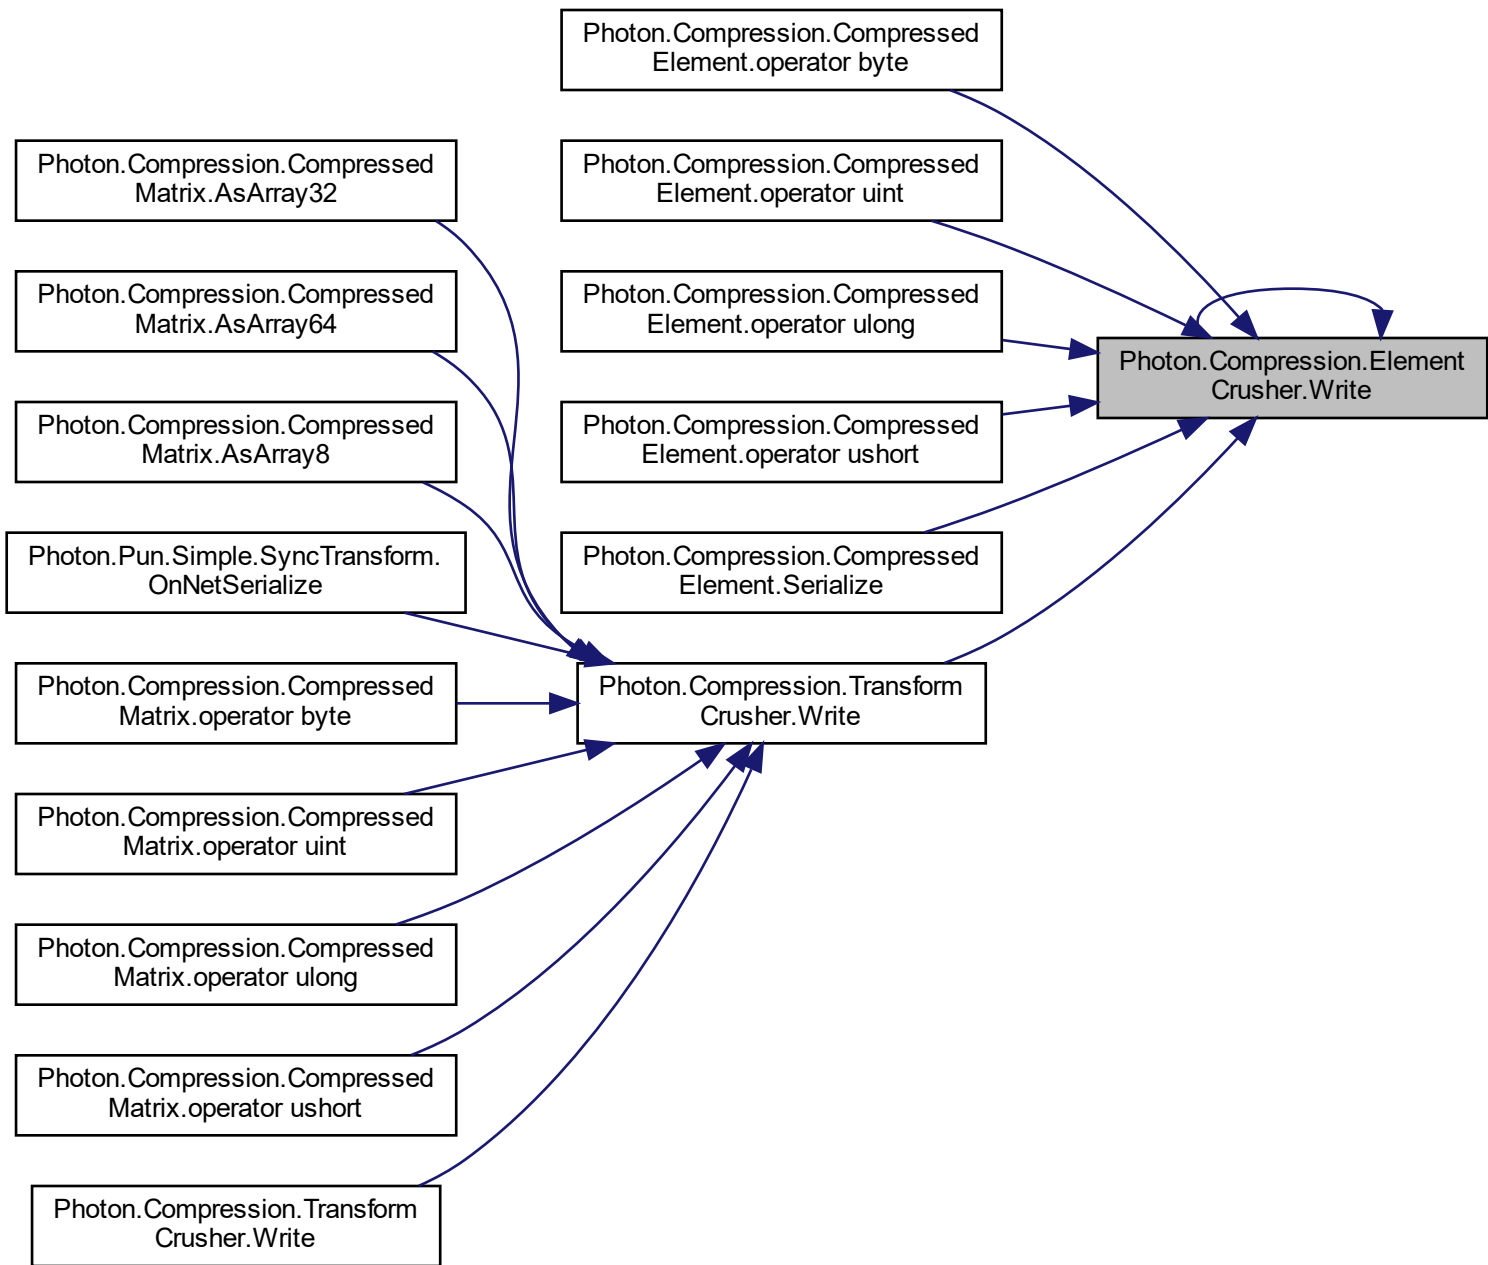 Photon.Compression.Compressed
Element.operator byte
Photon.Compression.Compressed
Element.operator uint
Photon.Compression.Compressed
Element.operator ulong
Photon.Compression.Compressed
Element.operator ushort
Photon.Compression.Compressed
Element.Serialize
Photon.Compression.Element
Crusher.Write
Photon.Compression.Transform
Crusher.Write
Photon.Compression.Compressed
Matrix.AsArray32
Photon.Compression.Compressed
Matrix.AsArray64
Photon.Compression.Compressed
Matrix.AsArray8
Photon.Pun.Simple.SyncTransform.
OnNetSerialize
Photon.Compression.Compressed
Matrix.operator byte
Photon.Compression.Compressed
Matrix.operator uint
Photon.Compression.Compressed
Matrix.operator ulong
Photon.Compression.Compressed
Matrix.operator ushort
Photon.Compression.Transform
Crusher.Write